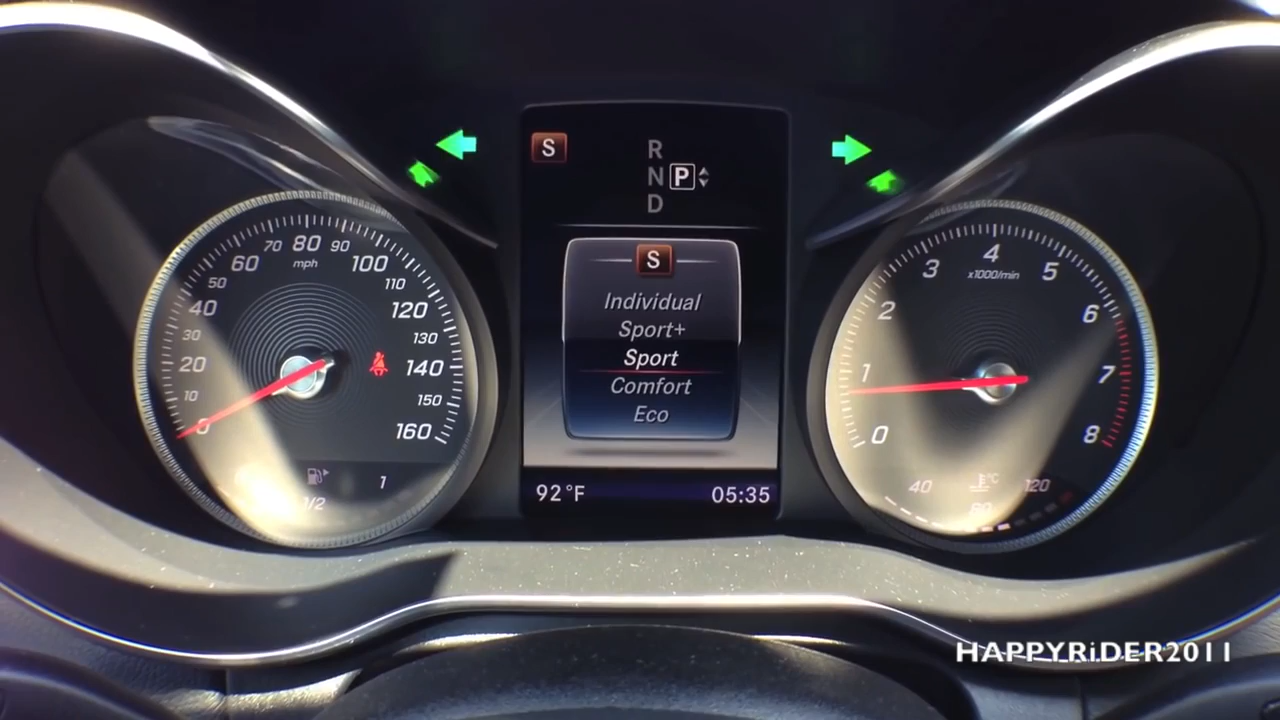 S
R
N P
D
S
Individual
Sport+
Sport
Comfort
Eco
92°F 05:35
0
10
20
30
40
50
60
70
80
90
100
110
120
130
140
150
160
mph
1/2
1
0
1
2
3
4
5
6
7
8
x1000/min
40
80
120
°C
HAPPYRiDER2011